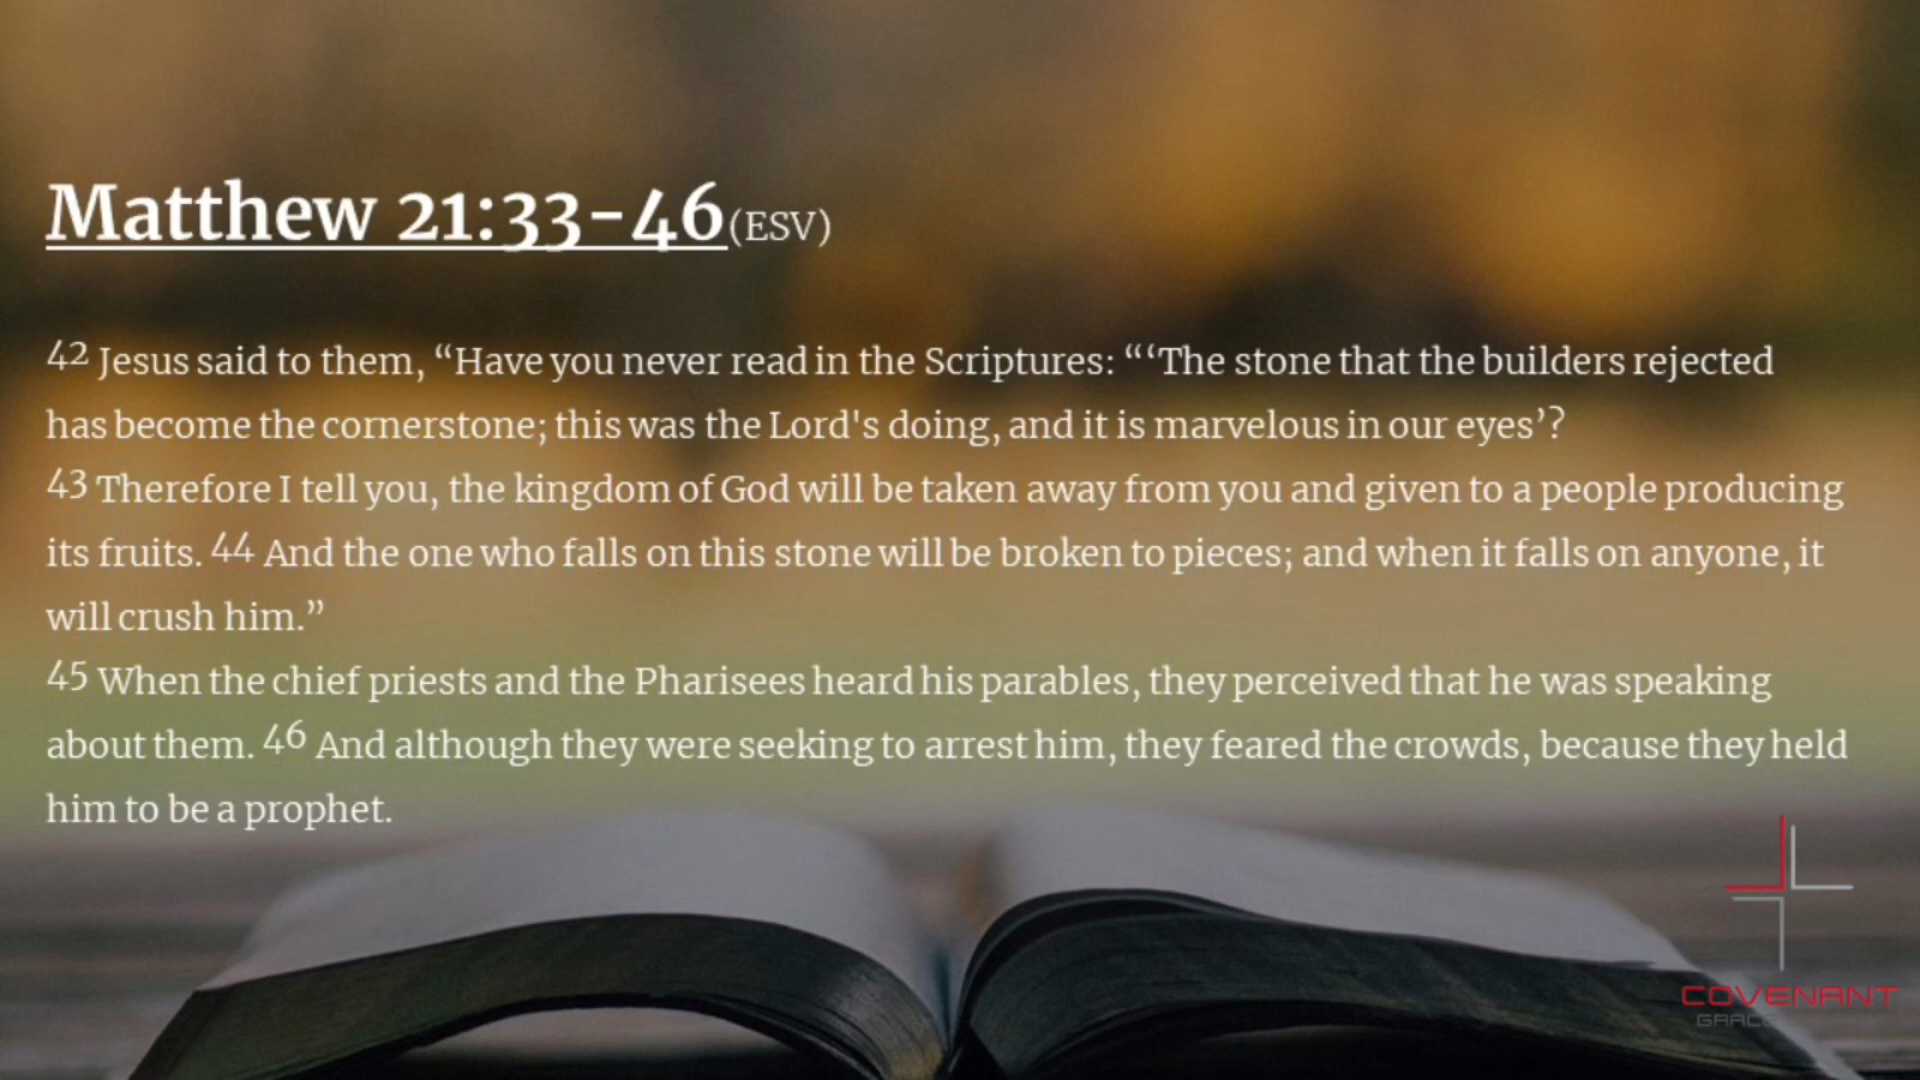 Matthew 21:33-46(ESV)
42 Jesus said to them, “Have you never read in the Scriptures: “‘The stone that the builders rejected
has become the cornerstone; this was the Lord's doing, and it is marvelous in our eyes’?
43 Therefore I tell you, the kingdom of God will be taken away from you and given to a people producing
its fruits. 44 And the one who falls on this stone will be broken to pieces; and when it falls on anyone, it
will crush him.”
45 When the chief priests and the Pharisees heard his parables, they perceived that he was speaking
about them. 46 And although they were seeking to arrest him, they feared the crowds, because they held
him to be a prophet.
COVENANT